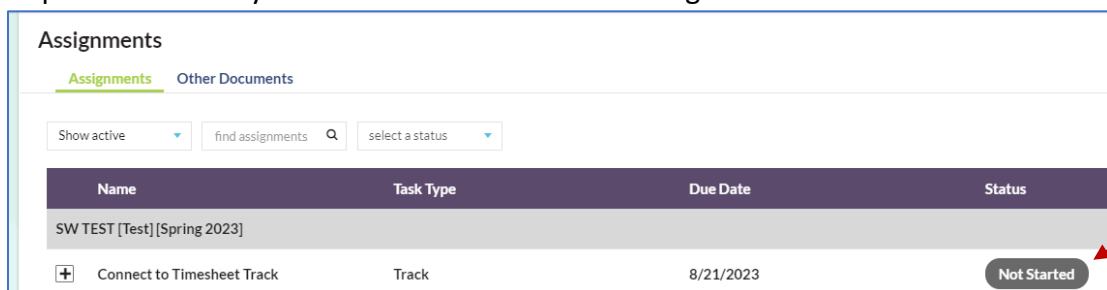 Assignments
Assignments Other Documents
Show active find assignments select a status
Name Task Type Due Date Status
SW TEST [Test] [Spring 2023]
Connect to Timesheet Track Track 8/21/2023 Not Started